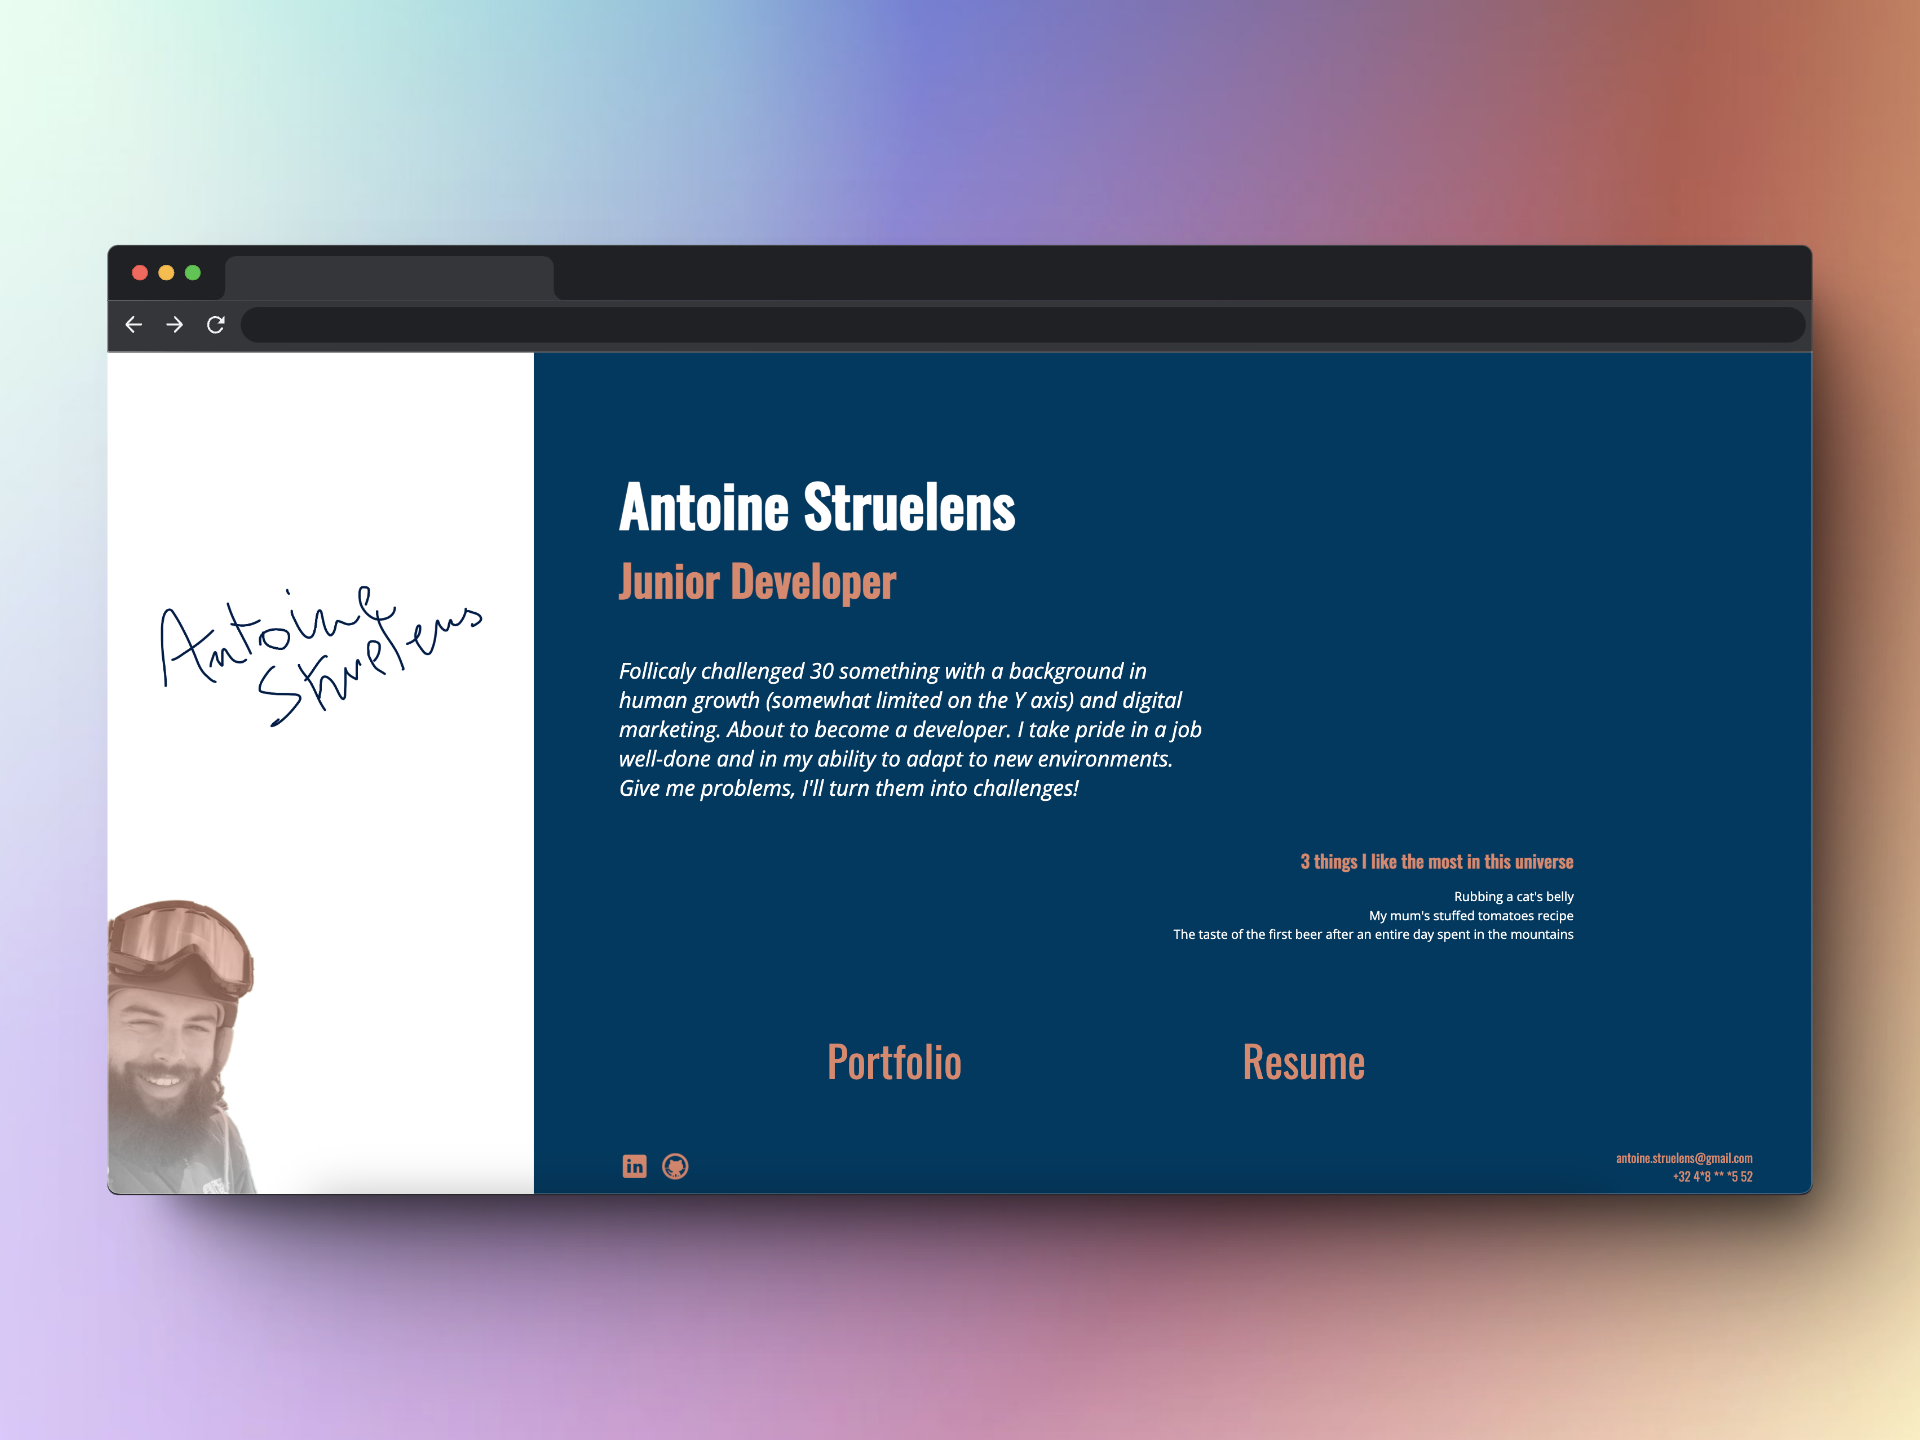 Antoine
Struelens
Antoine Struelens
Junior Developer
Follicaly challenged 30 something with a background in
human growth (somewhat limited on the Y axis) and digital
marketing. About to become a developer. I take pride in a job
well-done and in my ability to adapt to new environments.
Give me problems, I'll turn them into challenges!
3 things I like the most in this universe
Rubbing a cat's belly
My mum's stuffed tomatoes recipe
The taste of the first beer after an entire day spent in the mountains
Portfolio
Resume
in
antoine.struelens@gmail.com
+32 4*8 ** *5 52